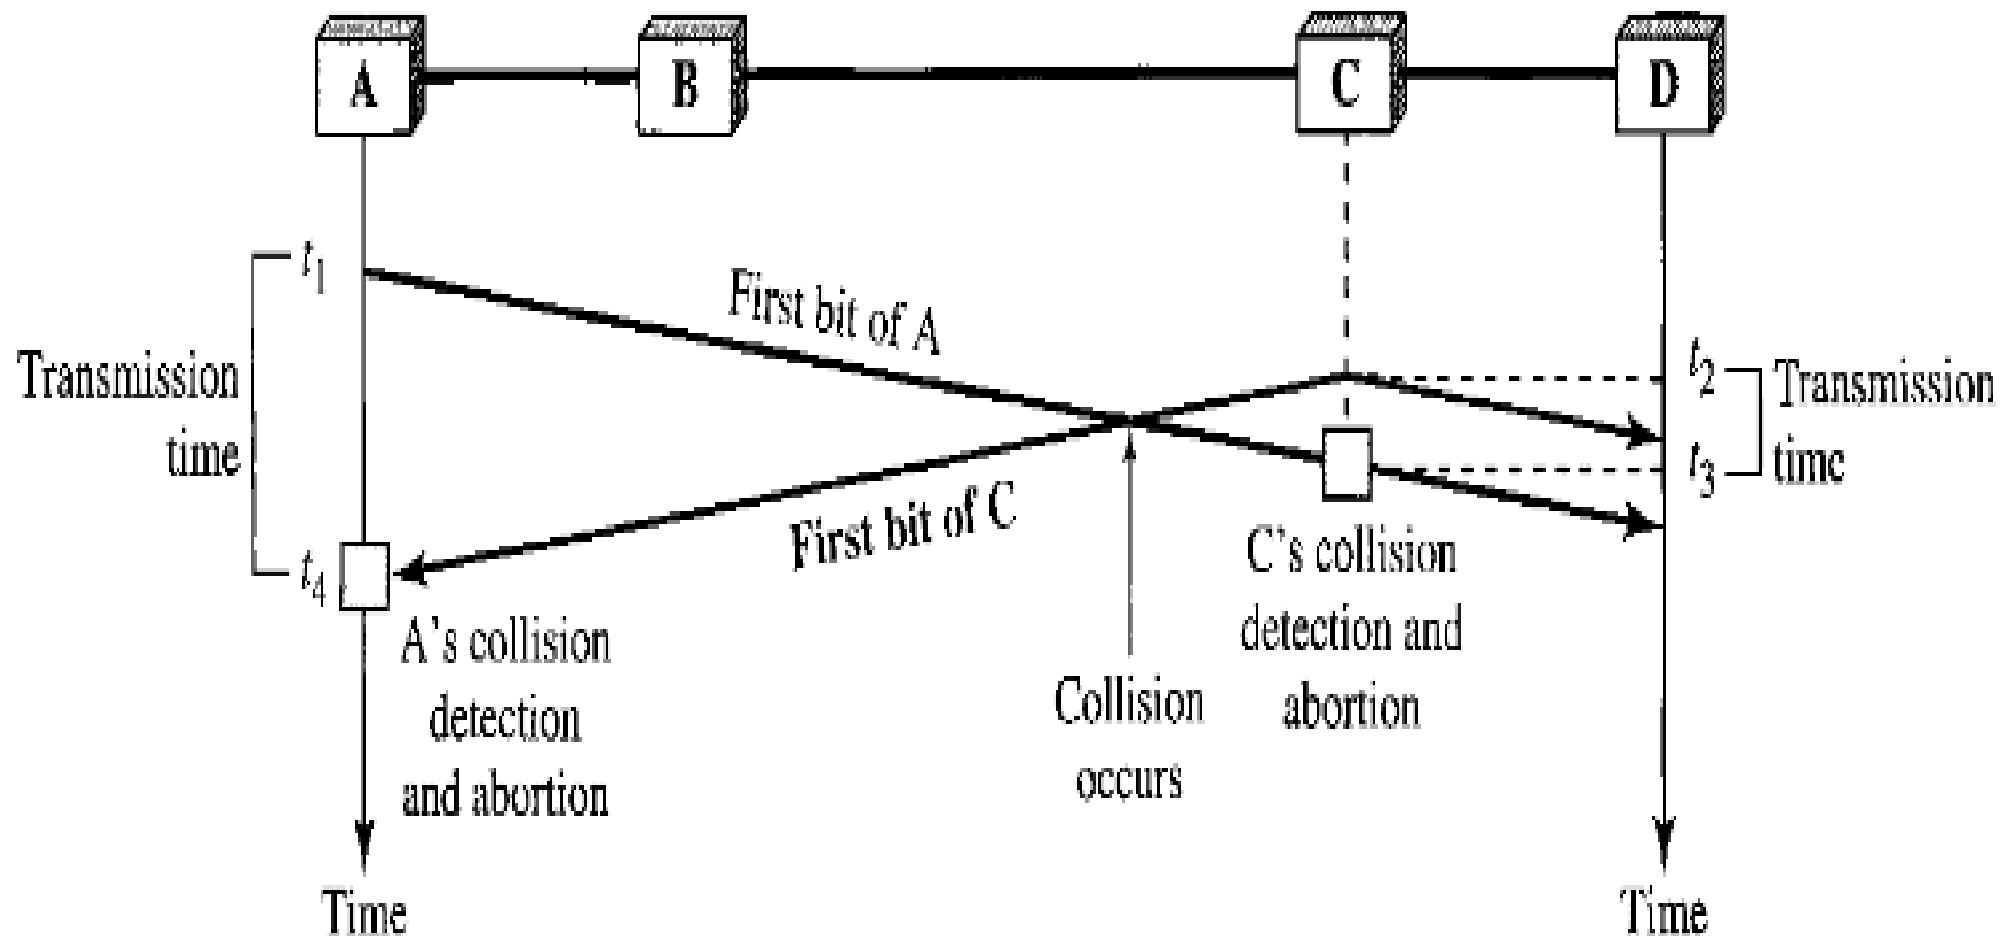 A
B
C
D
t1
First bit of A
t2
Transmission
time
Transmission
time
t3
First bit of C
C's collision
detection and
abortion
t4
A's collision
detection
and abortion
Collision
occurs
Time
Time